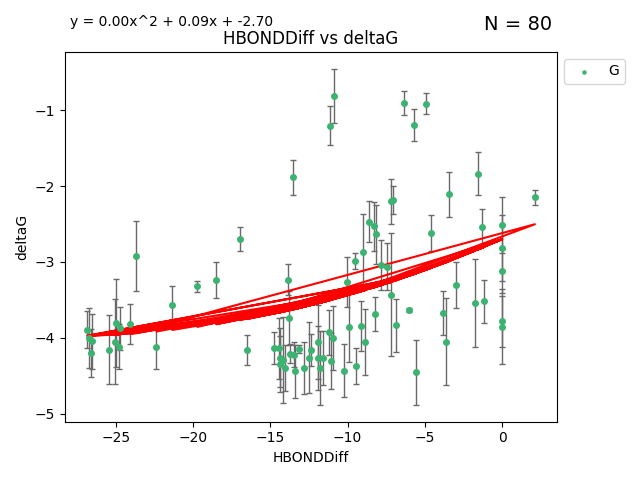 y = 0.00x^2 + 0.09x + -2.70
N = 80
HBONDDiff vs deltaG
G
deltaG
−1
−2
−3
−4
−5
−25
−20
−15
−10
−5
0
HBONDDiff